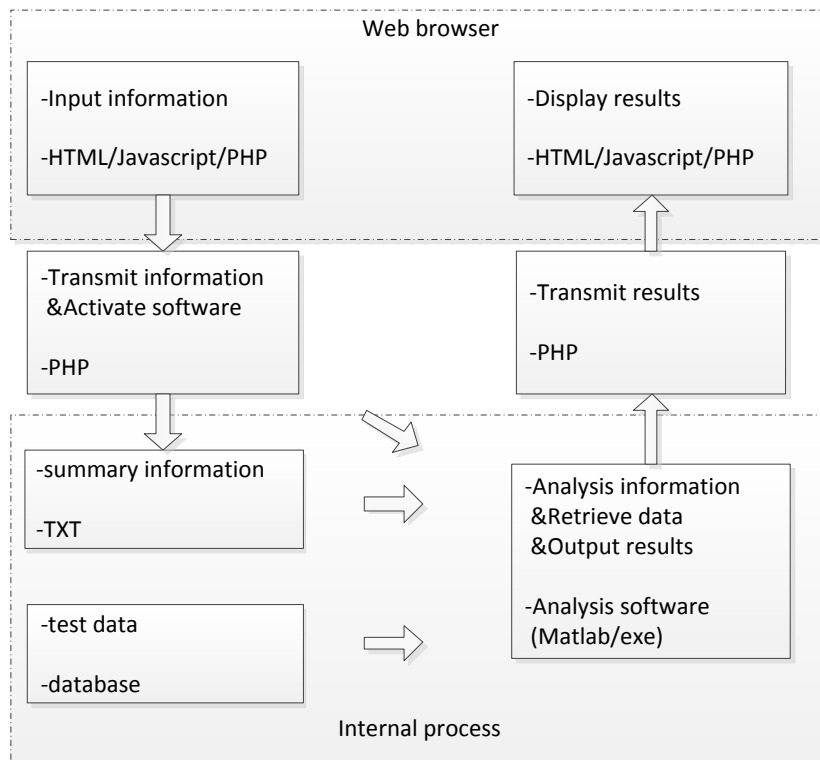 Web browser
-Input information
-HTML/Javascript/PHP
-Display results
-HTML/Javascript/PHP
-Transmit information
&Activate software
-PHP
-Transmit results
-PHP
-summary information
-TXT
-Analysis information
&Retrieve data
&Output results
-Analysis software
(Matlab/exe)
-test data
-database
Internal process